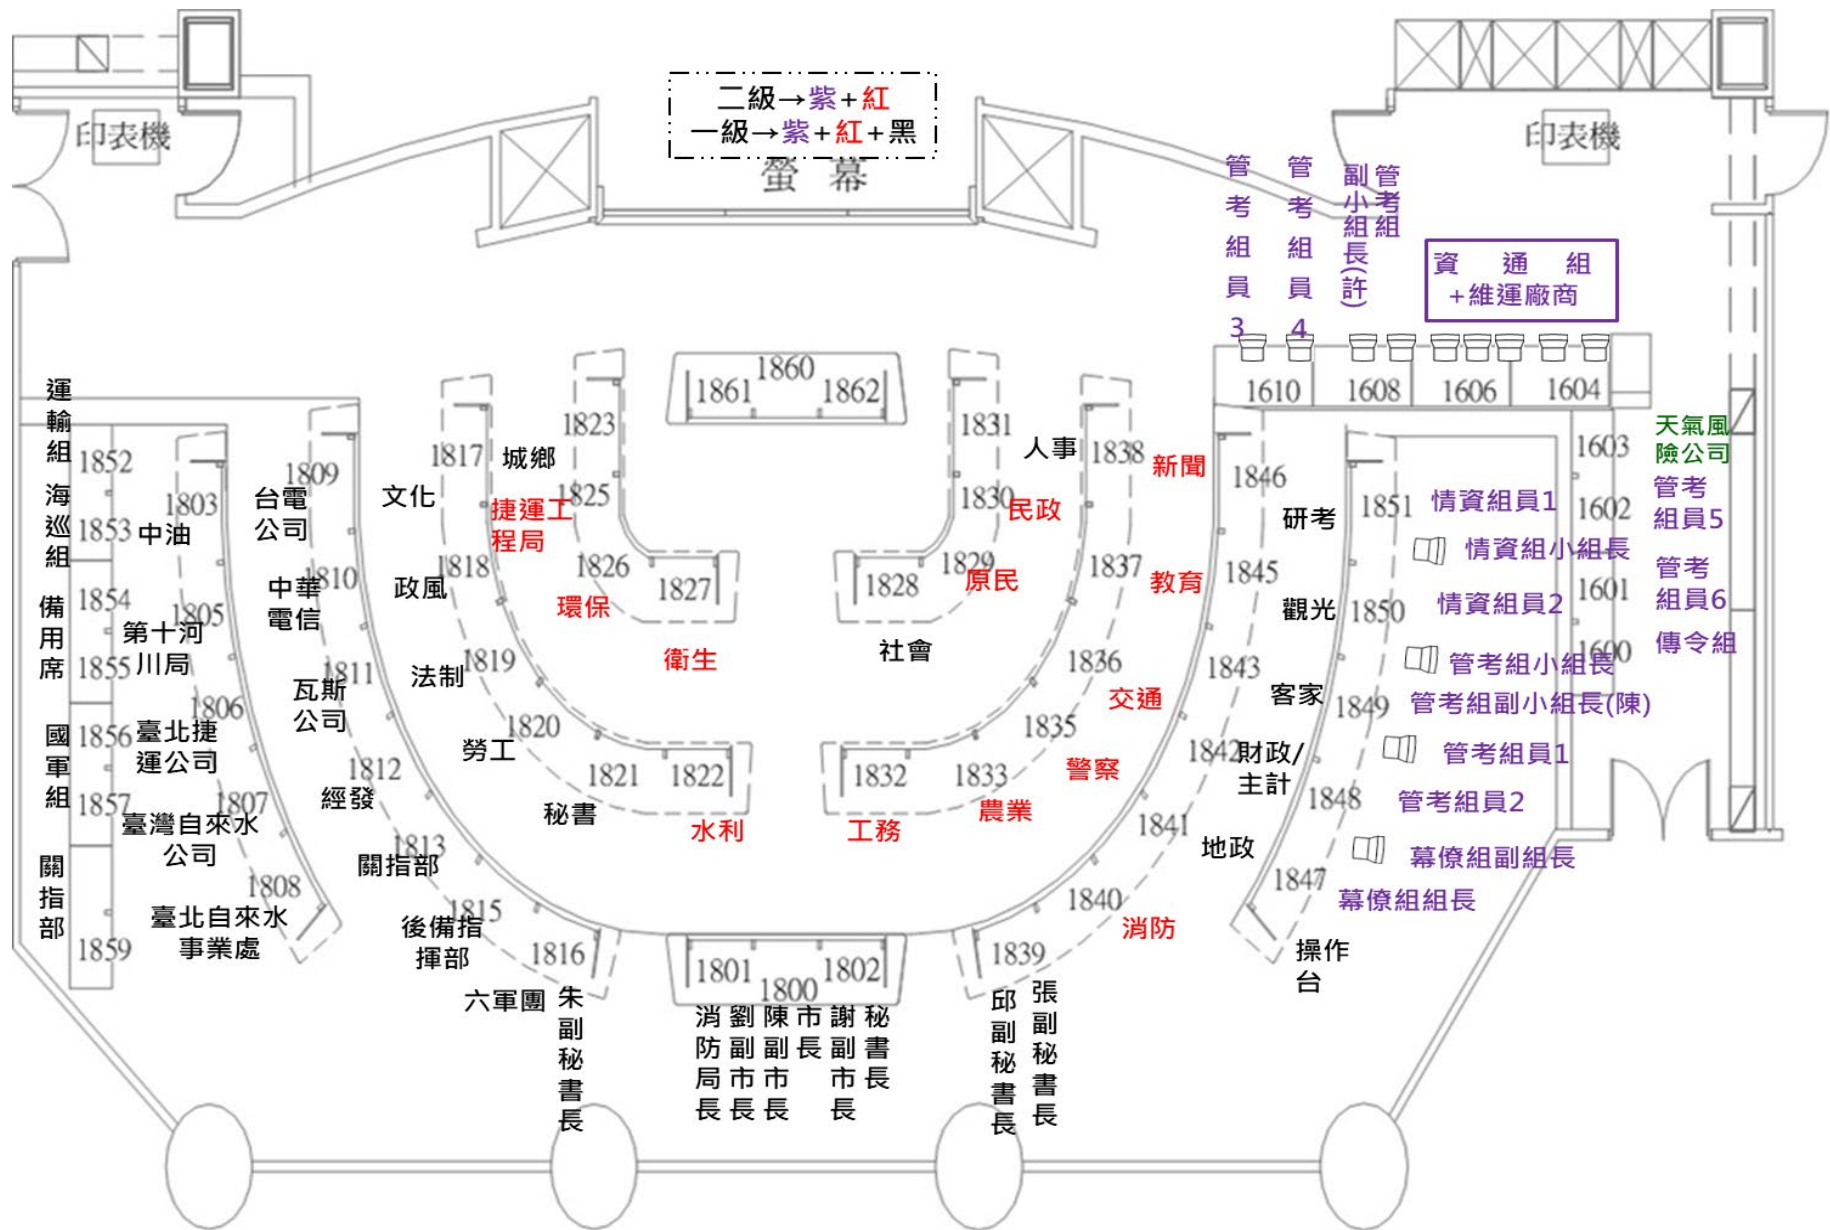 二級→紫+紅
一級→紫+紅+黑
螢幕
印表機
印表機
管考組員3
管考組員4
管考組
副小組長(許)
資通組
+維運廠商
1610
1608
1606
1604
1860
1861
1862
運輸組
海巡組
備用席
國軍組
關指部
1852
1853
1854
1855
1856
1857
1859
1803
中油
1805
第十河
川局
1806
臺北捷
運公司
1807
臺灣自來水
公司
1808
臺北自來水
事業處
1809
台電
公司
1810
中華
電信
1811
瓦斯
公司
1812
經發
1813
關指部
1815
後備指
揮部
1816
六軍團
朱副秘書長
1817
文化
1818
政風
1819
法制
1820
勞工
1821
秘書
1822
水利
1823
城鄉
1825
捷運工
程局
1826
環保
1827
衛生
1828
社會
1829
原民
1830
民政
1831
人事
1832
工務
1833
農業
1835
警察
1836
交通
1837
教育
1838
新聞
1839
1840
消防
1841
地政
1842
財政/
主計
1843
客家
1845
觀光
1846
研考
1847
幕僚組組長
幕僚組副組長
1848
管考組員2
管考組員1
1849
管考組副小組長(陳)
管考組小組長
1850
情資組員2
情資組小組長
1851
情資組員1
操作
台
1603
天氣風
險公司
1602
管考
組員5
1601
管考
組員6
1600
傳令組
1801
1802
1800
消防局長
劉副市長
陳副市長
市長
謝副市長
秘書長
邱副秘書長
張副秘書長